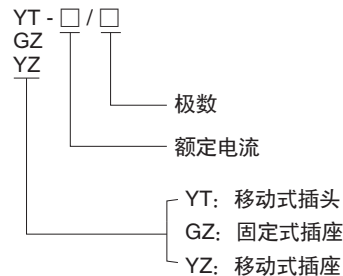 YT - □ / □
GZ
YZ
极数
额定电流
YT：移动式插头
GZ：固定式插座
YZ：移动式插座